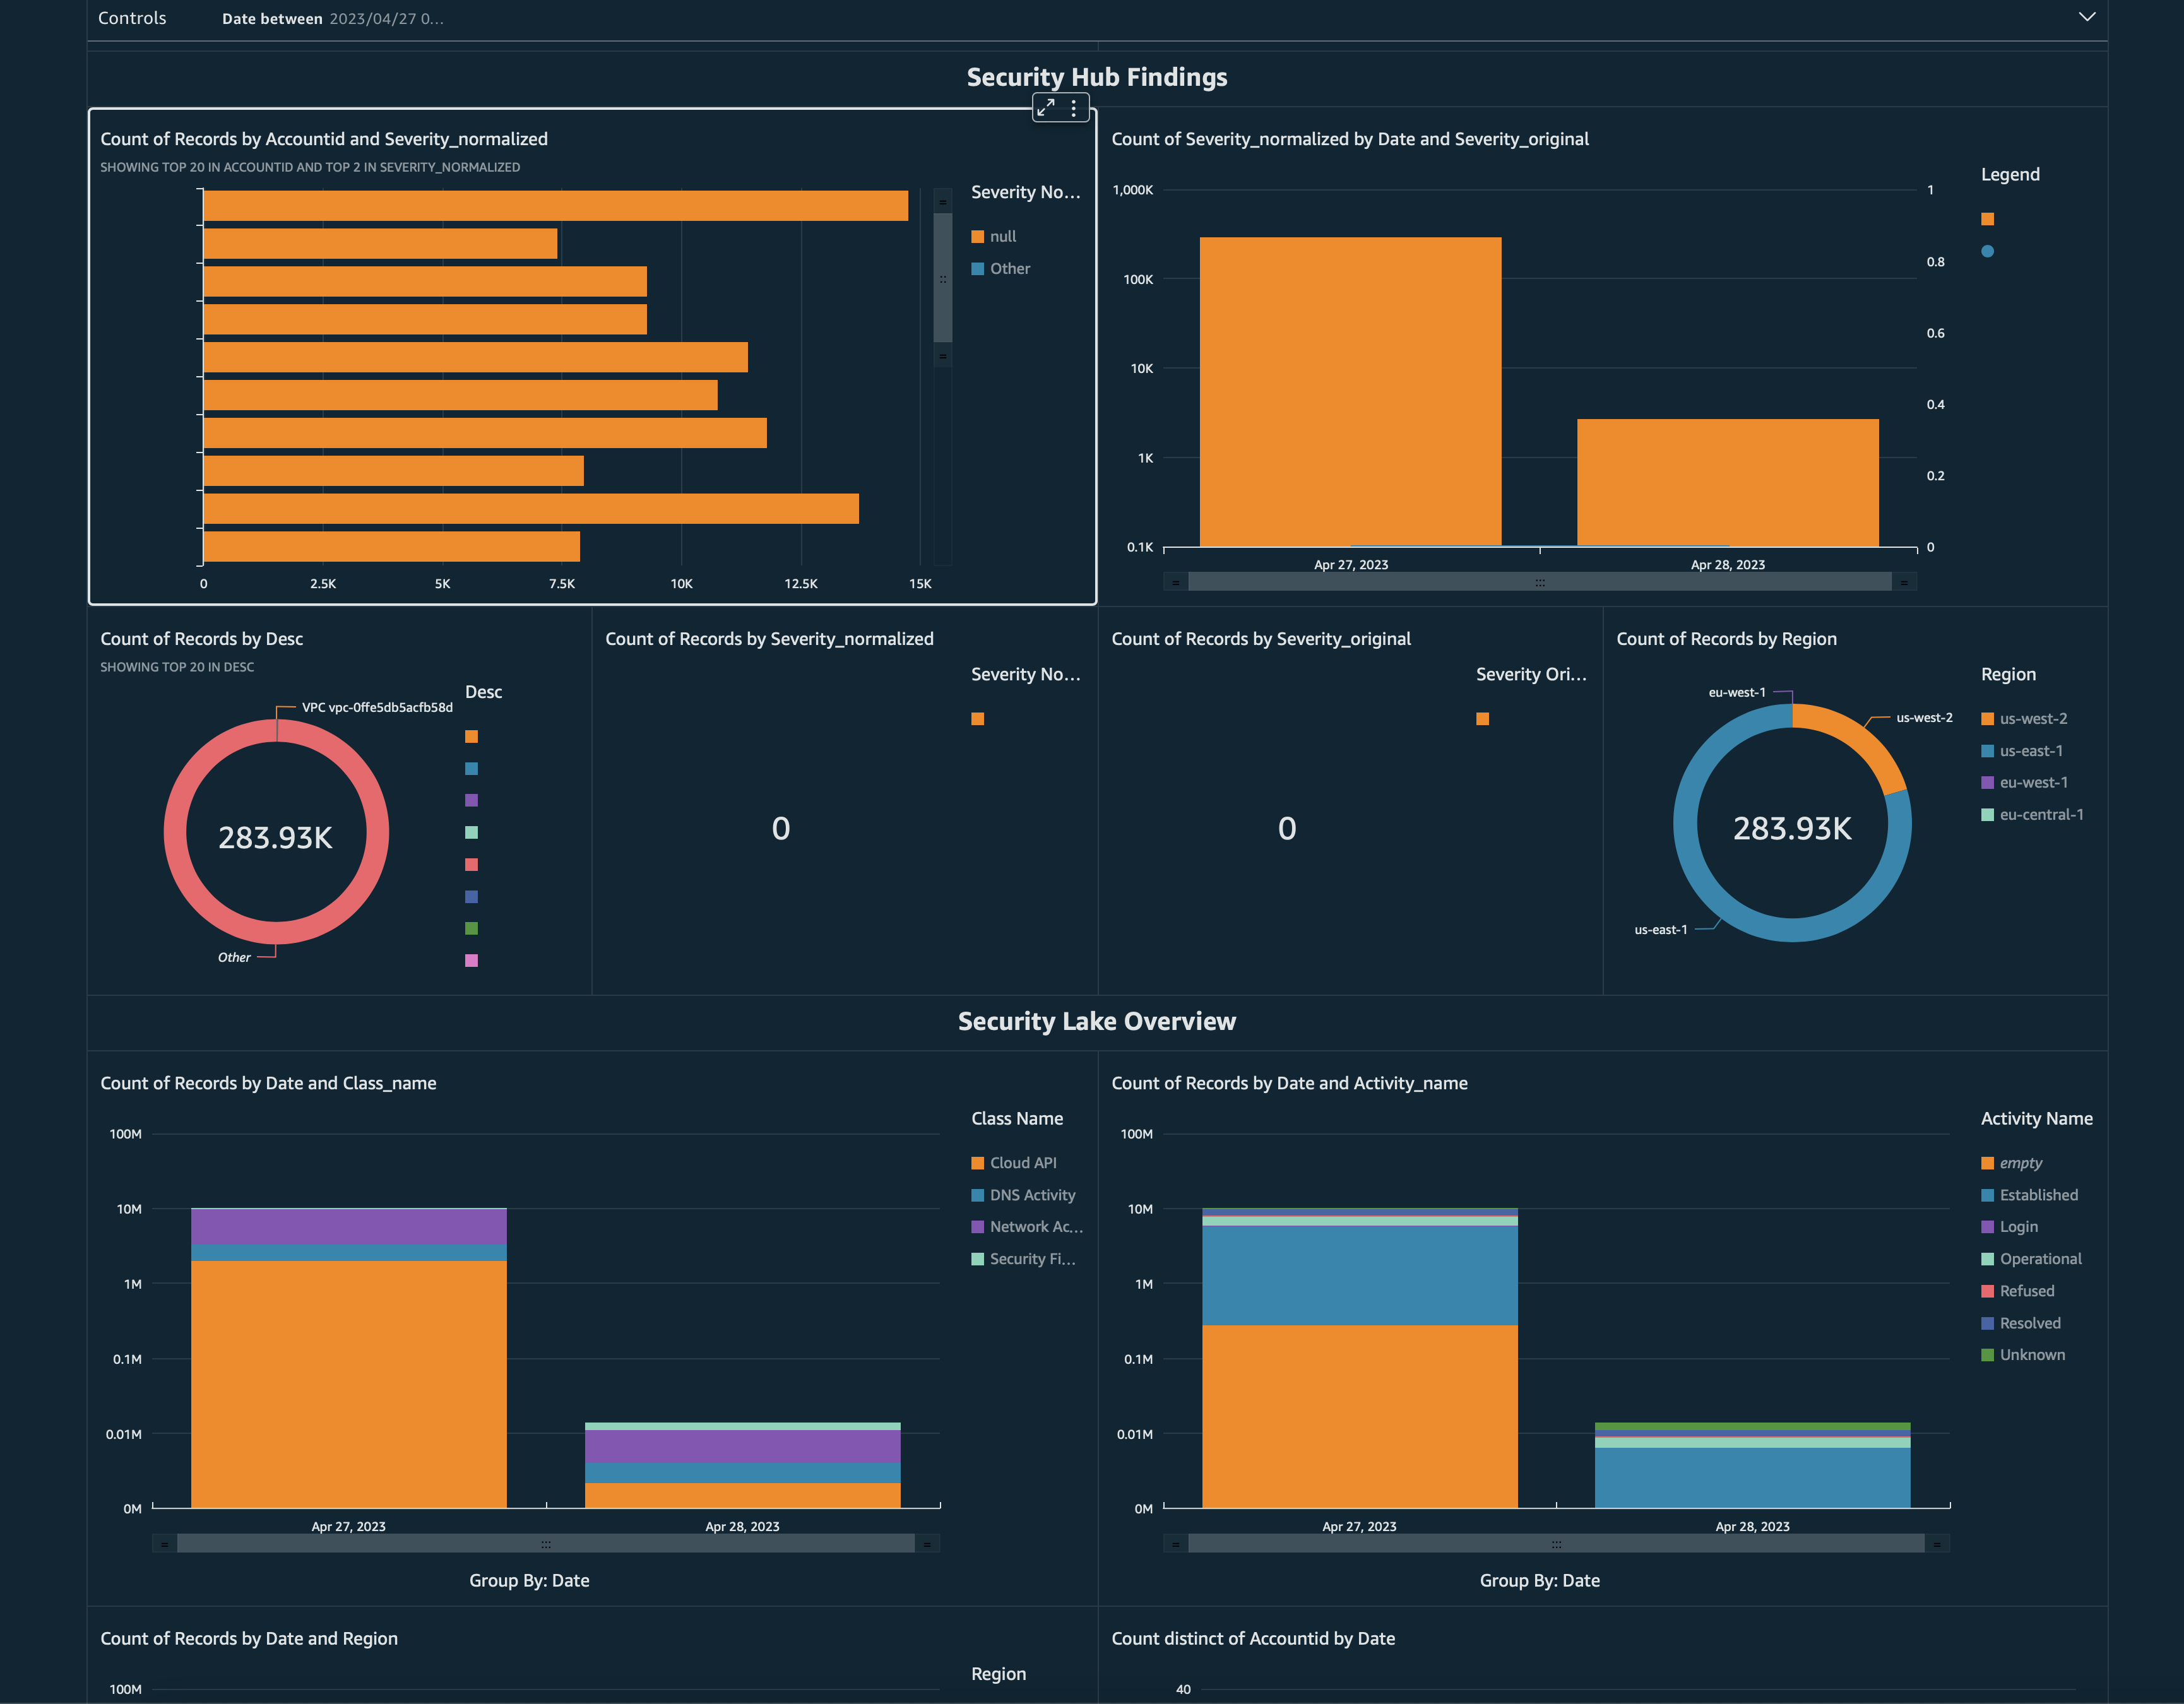 Controls Date between 2023/04/27 0...
Security Hub Findings
Count of Records by Accountid and Severity_normalized
SHOWING TOP 20 IN ACCOUNTID AND TOP 2 IN SEVERITY_NORMALIZED
Severity No...
null
Other
0 2.5K 5K 7.5K 10K 12.5K 15K
Count of Severity_normalized by Date and Severity_original
Legend
1,000K 1
0.8
100K
0.6
10K
0.4
1K
0.2
0.1K 0
Apr 27, 2023 Apr 28, 2023
Count of Records by Desc
SHOWING TOP 20 IN DESC
Desc
VPC vpc-0ffe5db5acfb58d
283.93K
Other
Count of Records by Severity_normalized
Severity No...
0
Count of Records by Severity_original
Severity Ori...
0
Count of Records by Region
Region
eu-west-1
us-west-2
us-west-2
us-east-1
eu-west-1
eu-central-1
283.93K
us-east-1
Security Lake Overview
Count of Records by Date and Class_name
Class Name
100M
Cloud API
DNS Activity
10M
Network Ac...
Security Fi...
1M
0.1M
0.01M
0M
Apr 27, 2023 Apr 28, 2023
Group By: Date
Count of Records by Date and Activity_name
Activity Name
100M
empty
Established
10M
Login
Operational
1M
Refused
Resolved
0.1M
Unknown
0.01M
0M
Apr 27, 2023 Apr 28, 2023
Group By: Date
Count of Records by Date and Region
Region
100M
Count distinct of Accountid by Date
40